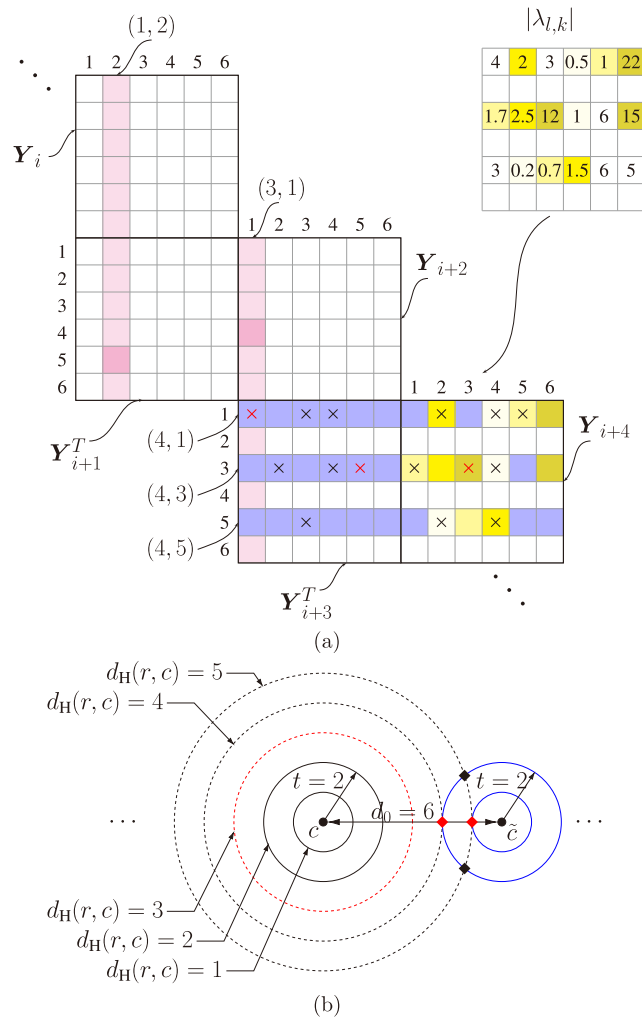 |λ_{l,k}|
(1, 2)
1 2 3 4 5 6
4 2 3 0.5 1 22
1.7 2.5 12 1 6 15
3 0.2 0.7 1.5 6 5
Y_i
(3, 1)
1 2 3 4 5 6
1
2
3
4
5
6
Y_{i+2}
Y^T_{i+1}
1 2 3 4 5 6
1
2
3
4
5
6
(4, 1)
(4, 3)
(4, 5)
Y_{i+4}
Y^T_{i+3}
(a)
d_H(r, c) = 5
d_H(r, c) = 4
t = 2
t = 2
d_0 = 6
c
c̃
d_H(r, c) = 3
d_H(r, c) = 2
d_H(r, c) = 1
(b)